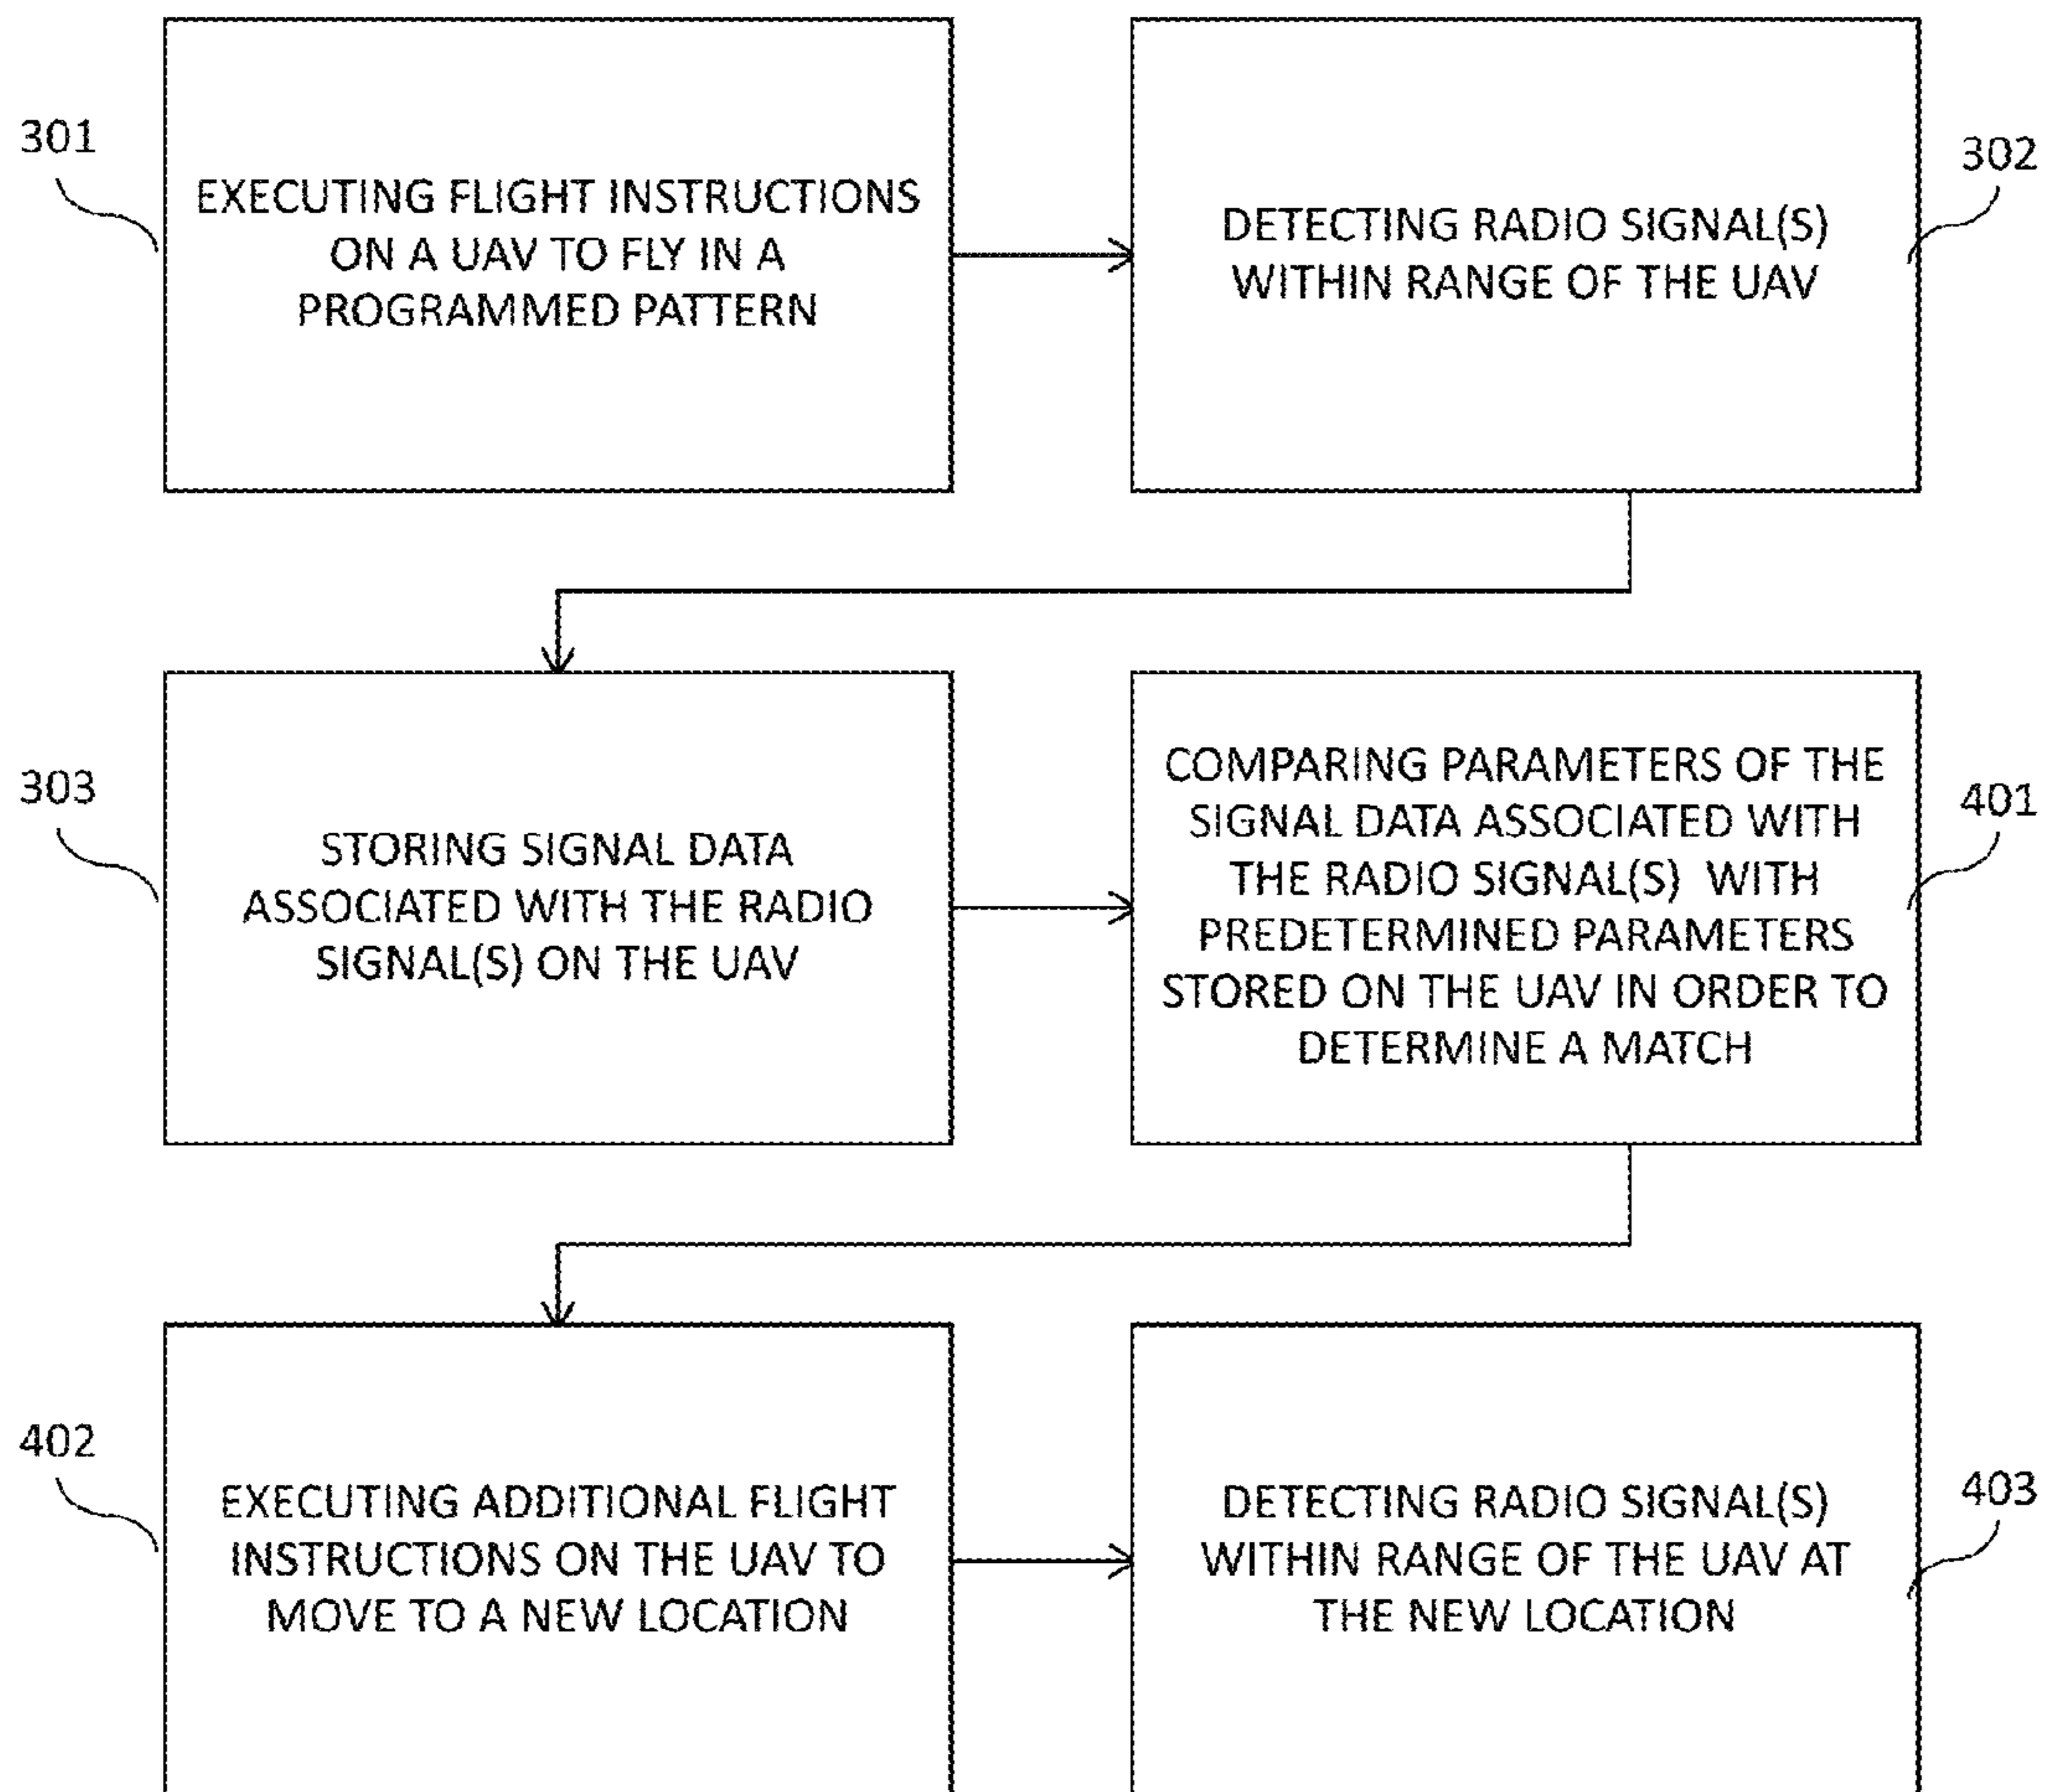 301
EXECUTING FLIGHT INSTRUCTIONS
ON A UAV TO FLY IN A
PROGRAMMED PATTERN
302
DETECTING RADIO SIGNAL(S)
WITHIN RANGE OF THE UAV
303
STORING SIGNAL DATA
ASSOCIATED WITH THE RADIO
SIGNAL(S) ON THE UAV
401
COMPARING PARAMETERS OF THE
SIGNAL DATA ASSOCIATED WITH
THE RADIO SIGNAL(S) WITH
PREDETERMINED PARAMETERS
STORED ON THE UAV IN ORDER TO
DETERMINE A MATCH
402
EXECUTING ADDITIONAL FLIGHT
INSTRUCTIONS ON THE UAV TO
MOVE TO A NEW LOCATION
403
DETECTING RADIO SIGNAL(S)
WITHIN RANGE OF THE UAV AT
THE NEW LOCATION